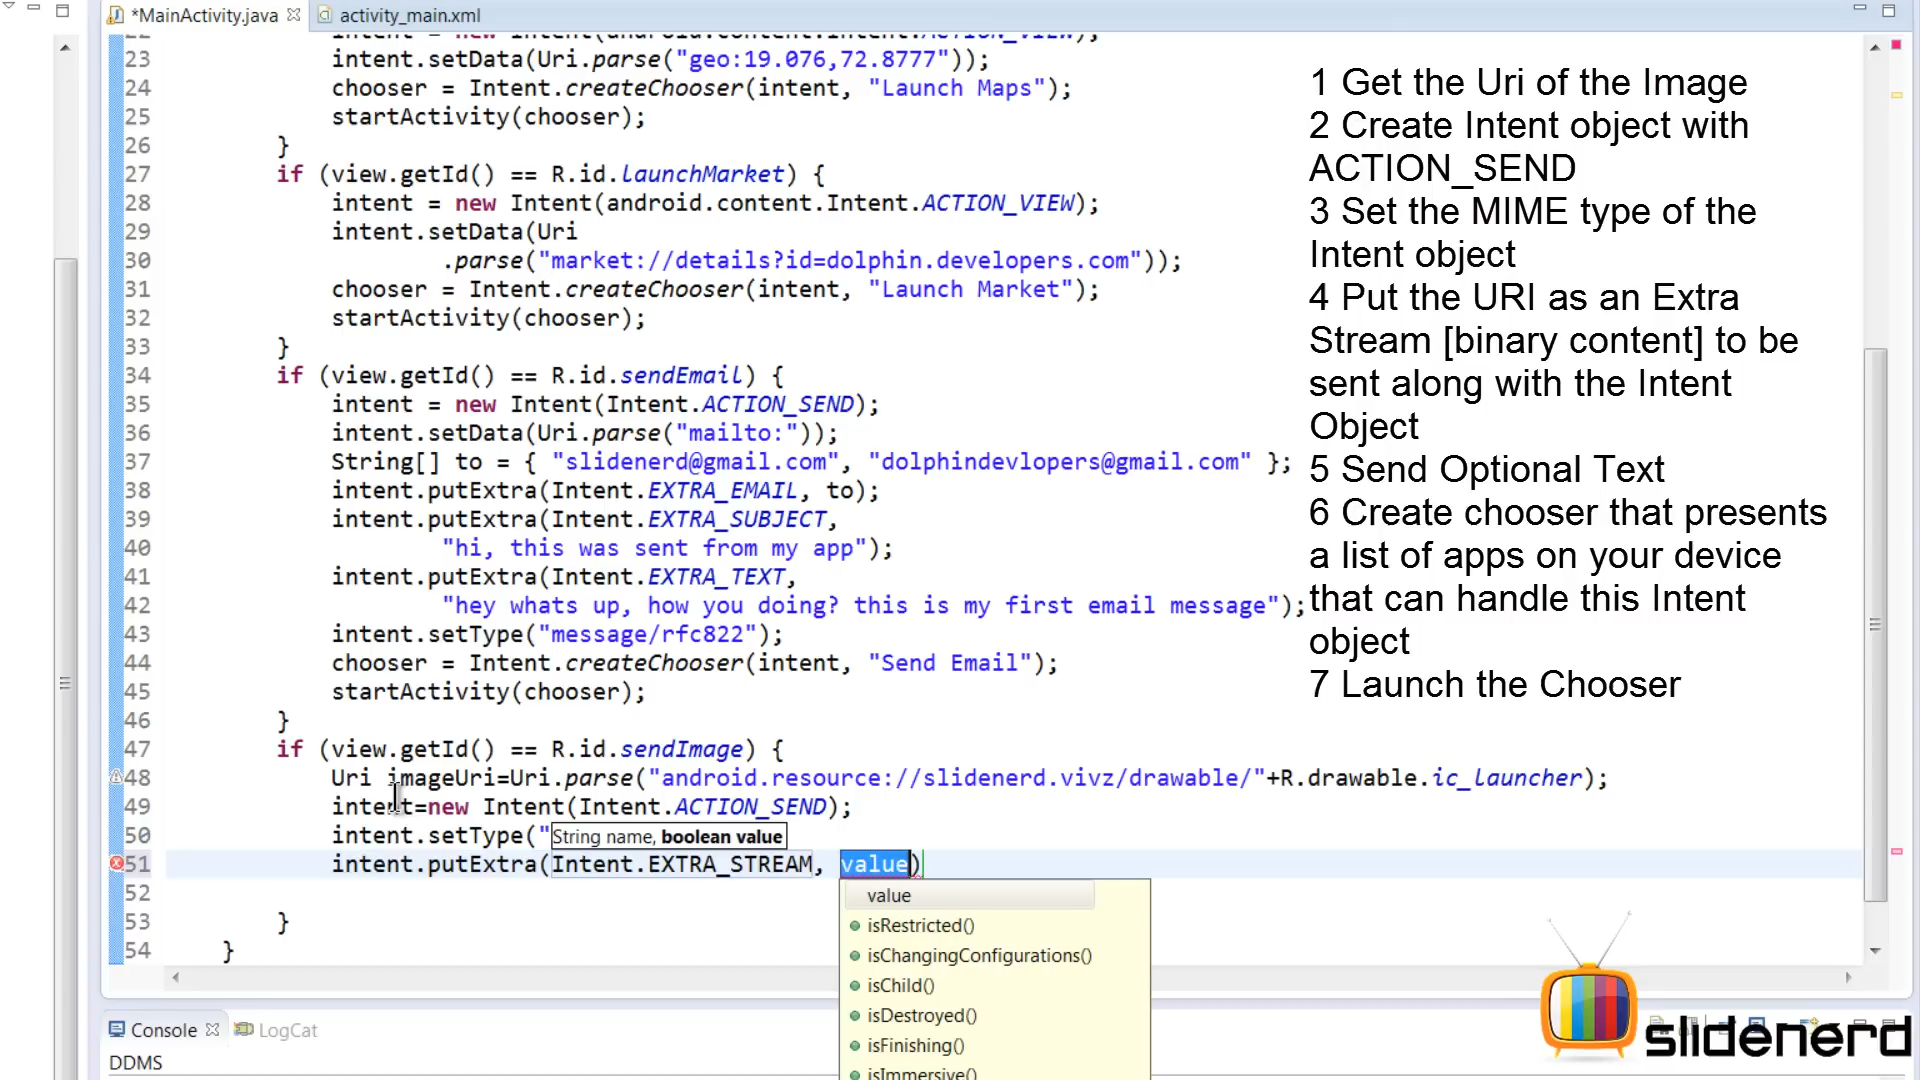 *MainActivity.java
activity_main.xml
23 intent.setData(Uri.parse("geo:19.076,72.8777"));
24 chooser = Intent.createChooser(intent, "Launch Maps");
25 startActivity(chooser);
26 }
27 if (view.getId() == R.id.launchMarket) {
28 intent = new Intent(android.content.Intent.ACTION_VIEW);
29 intent.setData(Uri
30 .parse("market://details?id=dolphin.developers.com"));
31 chooser = Intent.createChooser(intent, "Launch Market");
32 startActivity(chooser);
33 }
34 if (view.getId() == R.id.sendEmail) {
35 intent = new Intent(Intent.ACTION_SEND);
36 intent.setData(Uri.parse("mailto:"));
37 String[] to = { "slidenerd@gmail.com", "dolphindevlopers@gmail.com" };
38 intent.putExtra(Intent.EXTRA_EMAIL, to);
39 intent.putExtra(Intent.EXTRA_SUBJECT,
40 "hi, this was sent from my app");
41 intent.putExtra(Intent.EXTRA_TEXT,
42 "hey whats up, how you doing? this is my first email message");
43 intent.setType("message/rfc822");
44 chooser = Intent.createChooser(intent, "Send Email");
45 startActivity(chooser);
46 }
47 if (view.getId() == R.id.sendImage) {
48 Uri imageUri=Uri.parse("android.resource://slidenerd.vivz/drawable/"+R.drawable.ic_launcher);
49 intent=new Intent(Intent.ACTION_SEND);
50 intent.setType("
String name, boolean value
51 intent.putExtra(Intent.EXTRA_STREAM, value)
52
53 }
54 }
value
isRestricted()
isChangingConfigurations()
isChild()
isDestroyed()
isFinishing()
isImmersive()
1 Get the Uri of the Image
2 Create Intent object with
ACTION_SEND
3 Set the MIME type of the
Intent object
4 Put the URI as an Extra
Stream [binary content] to be
sent along with the Intent
Object
5 Send Optional Text
6 Create chooser that presents
a list of apps on your device
that can handle this Intent
object
7 Launch the Chooser
Console
LogCat
DDMS
slidenerd